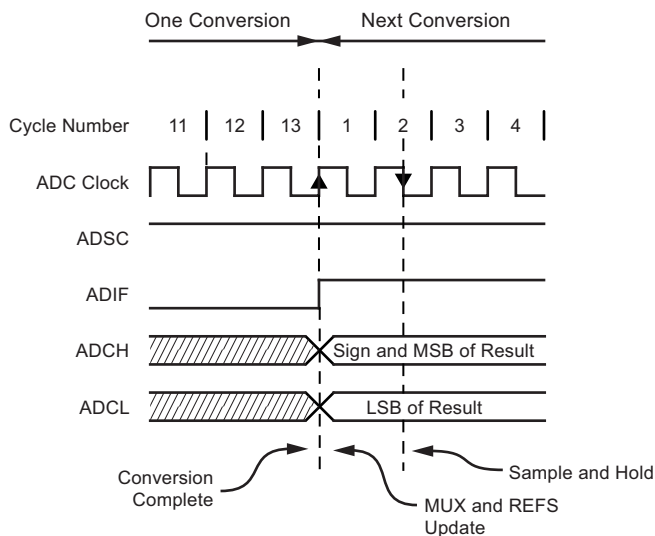 One Conversion Next Conversion
Cycle Number 11 12 13 1 2 3 4
ADC Clock
ADSC
ADIF
ADCH Sign and MSB of Result
ADCL LSB of Result
Conversion
Complete
MUX and REFS
Update
Sample and Hold